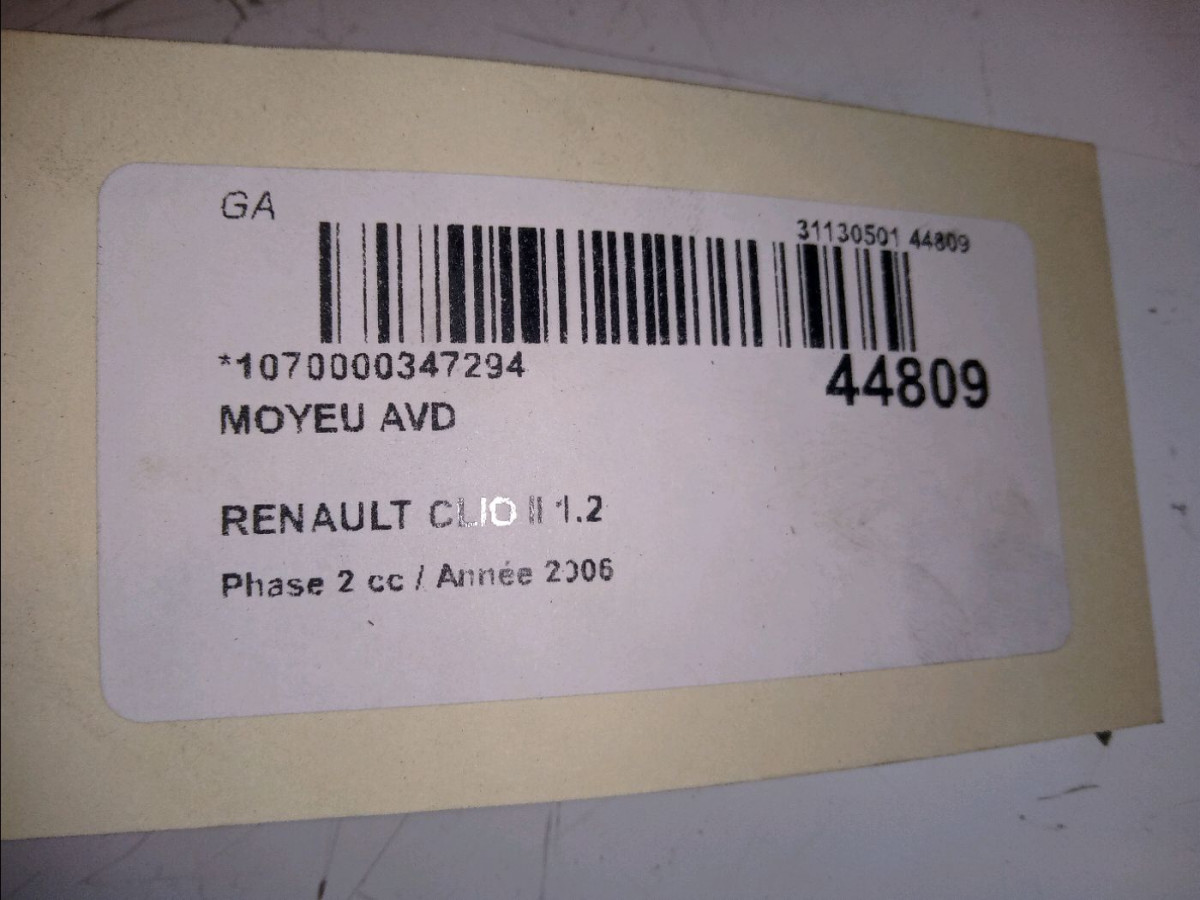 GA
31130501 44809
*1070000347294
44809
MOYEU AVD
RENAULT CLIO II 1.2
Phase 2 cc / Année 2006